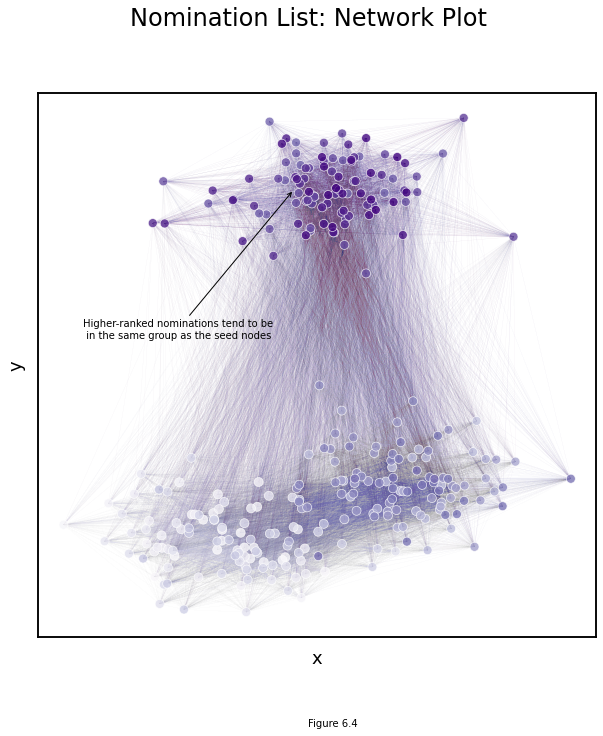 Nomination List: Network Plot
Higher-ranked nominations tend to be
in the same group as the seed nodes
y
x
Figure 6.4